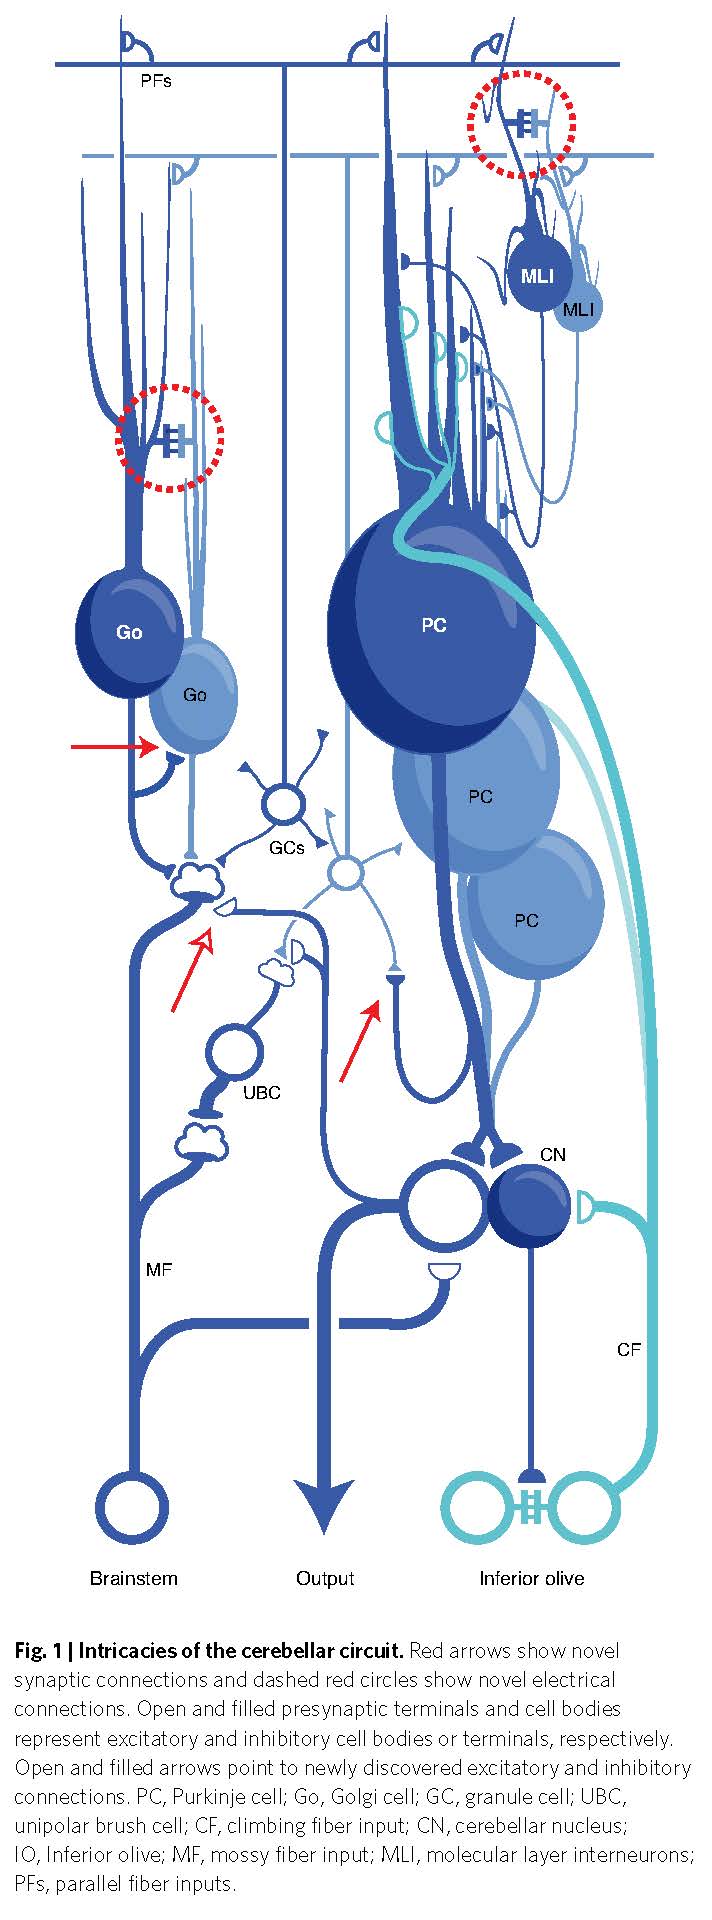 PFs
MLI
MLI
Go
PC
Go
PC
GCs
PC
UBC
CN
MF
CF
Brainstem
Output
Inferior olive
Fig. 1 | Intricacies of the cerebellar circuit. Red arrows show novel
synaptic connections and dashed red circles show novel electrical
connections. Open and filled presynaptic terminals and cell bodies
represent excitatory and inhibitory cell bodies or terminals, respectively.
Open and filled arrows point to newly discovered excitatory and inhibitory
connections. PC, Purkinje cell; Go, Golgi cell; GC, granule cell; UBC,
unipolar brush cell; CF, climbing fiber input; CN, cerebellar nucleus;
IO, Inferior olive; MF, mossy fiber input; MLI, molecular layer interneurons;
PFs, parallel fiber inputs.